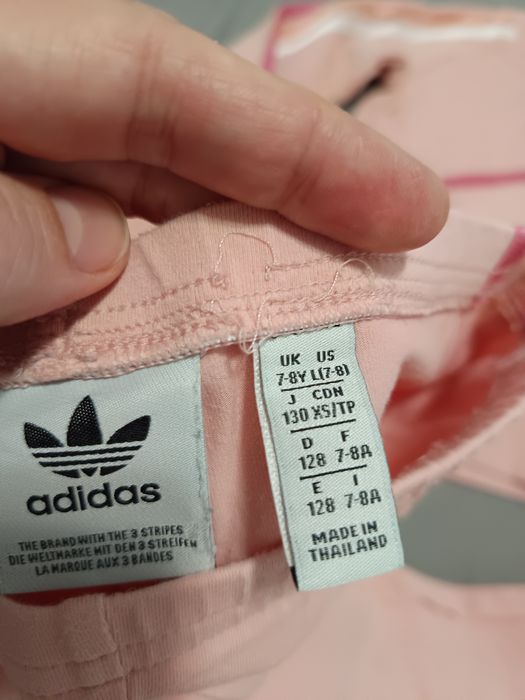 adidas
THE BRAND WITH THE 3 STRIPES
DIE WELTMARKE MIT DEN 3 STREIFEN
LA MARQUE AUX 3 BANDES
UK US
7-8Y L(7-8)
J CDN
130 XS/TP
D F
128 7-8A
E I
128 7-8A
MADE IN
THAILAND